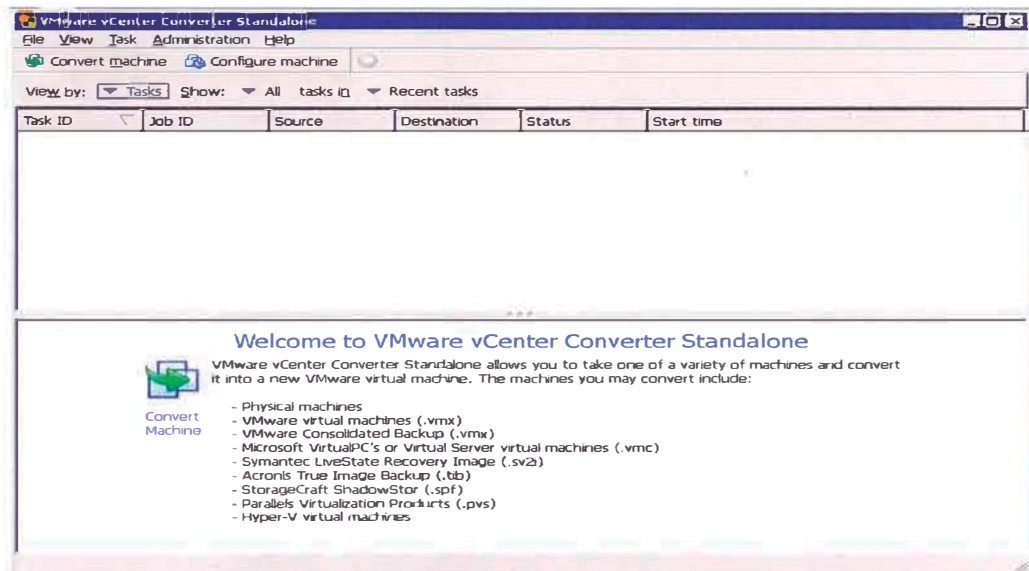 VMware vCenter Converter Standalone
File View Task Administration Help
Convert machine Configure machine
View by: Tasks Show: All tasks in Recent tasks
Task ID Job ID Source Destination Status Start time
Welcome to VMware vCenter Converter Standalone
VMware vCenter Converter Standalone allows you to take one of a variety of machines and convert
it into a new VMware virtual machine. The machines you may convert include:
Convert
Machine
- Physical machines
- VMware virtual machines (.vmx)
- VMware Consolidated Backup (.vmx)
- Microsoft VirtualPC's or Virtual Server virtual machines (.vmc)
- Symantec LiveState Recovery Image (.sv2i)
- Acronis True Image Backup (.tib)
- StorageCraft ShadowStor (.spf)
- Parallels Virtualization Products (.pvs)
- Hyper-V virtual machines